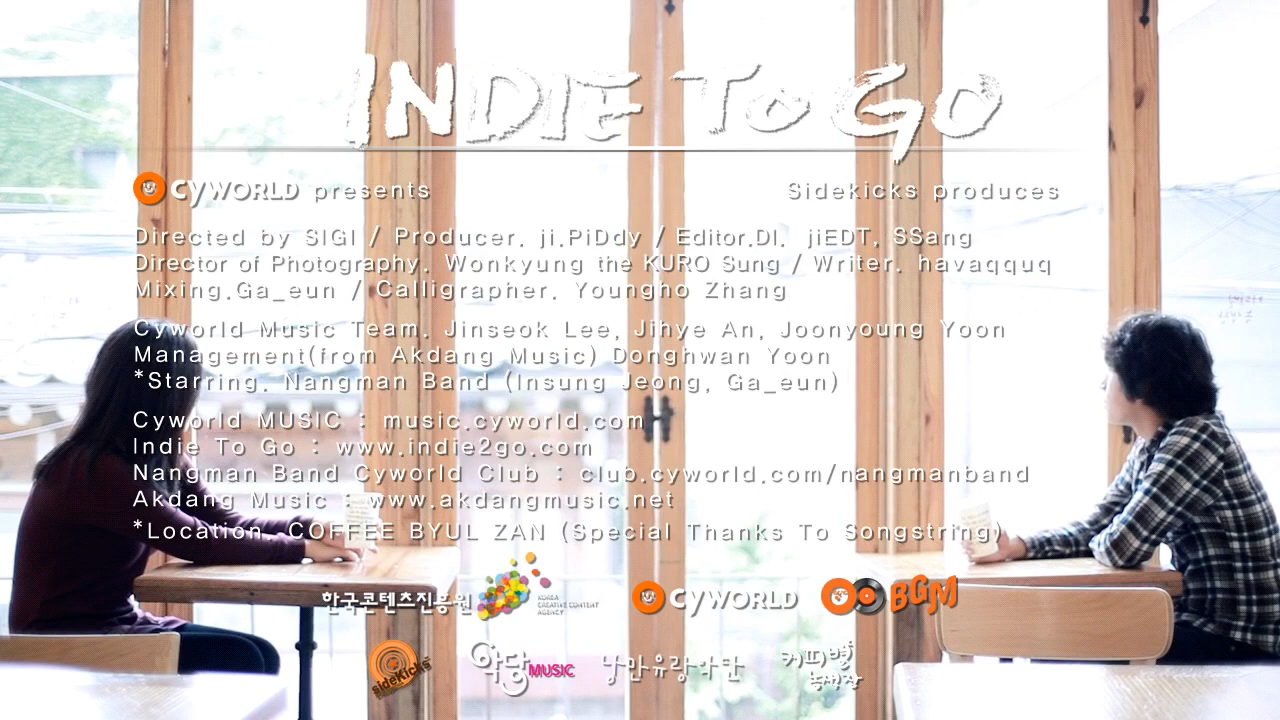 INDIE To GO
CYWORLD presents
Sidekicks produces
Directed by SIGI / Producer. ji.PiDdy / Editor.DI. jiEDT, SSang
Director of Photography. Wonkyung the KURO Sung / Writer. havaqquq
Mixing.Ga_eun / Calligrapher. Youngho Zhang
Cyworld Music Team. Jinseok Lee, Jihye An, Joonyoung Yoon
Management(from Akdang Music) Donghwan Yoon
*Starring. Nangman Band (Insung Jeong, Ga_eun)
Cyworld MUSIC : music.cyworld.com
Indie To Go : www.indie2go.com
Nangman Band Cyworld Club : club.cyworld.com/nangmanband
Akdang Music : www.akdangmusic.net
*Location. COFFEE BYUL ZAN (Special Thanks To Songstring)
한국콘텐츠진흥원
KOREA
CREATIVE CONTENT
AGENCY
CYWORLD
BGM
sideKicks
악당MUSIC
낭만유랑악단
커피별